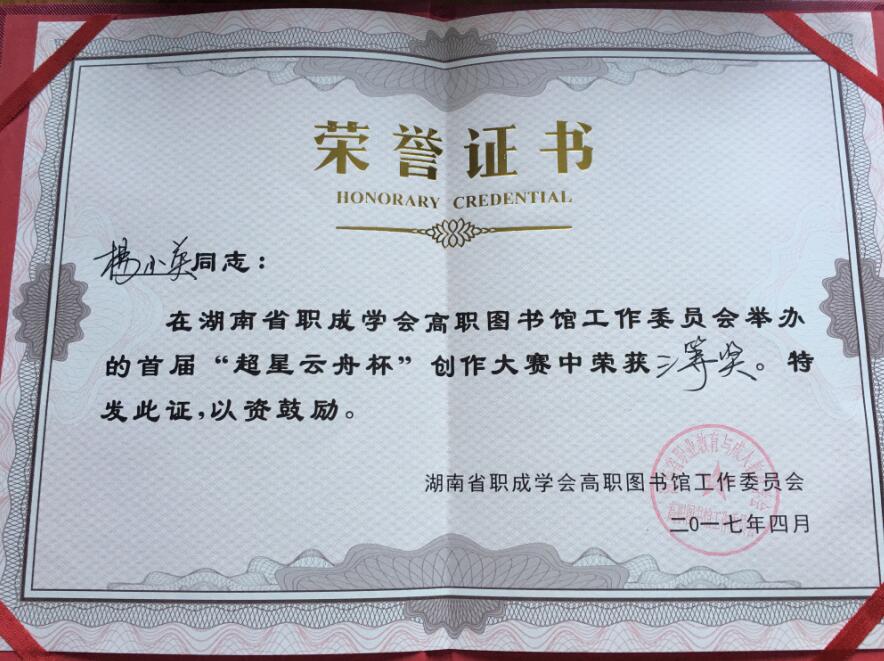 荣誉证书
HONORARY CREDENTIAL
杨小英同志：
在湖南省职成学会高职图书馆工作委员会举办
的首届“超星云舟杯”创作大赛中荣获三等奖。特
发此证，以资鼓励。
湖南省职成学会高职图书馆工作委员会
二〇一七年四月